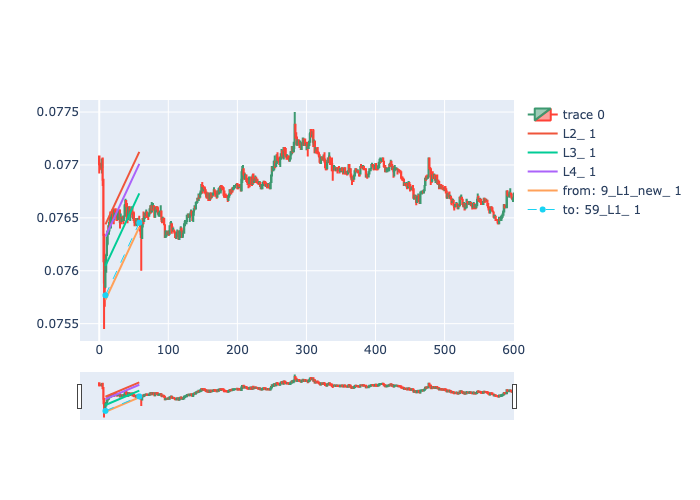 0.0775
0.077
0.0765
0.076
0.0755
0
100
200
300
400
500
600
trace 0
L2_ 1
L3_ 1
L4_ 1
from: 9_L1_new_ 1
to: 59_L1_ 1